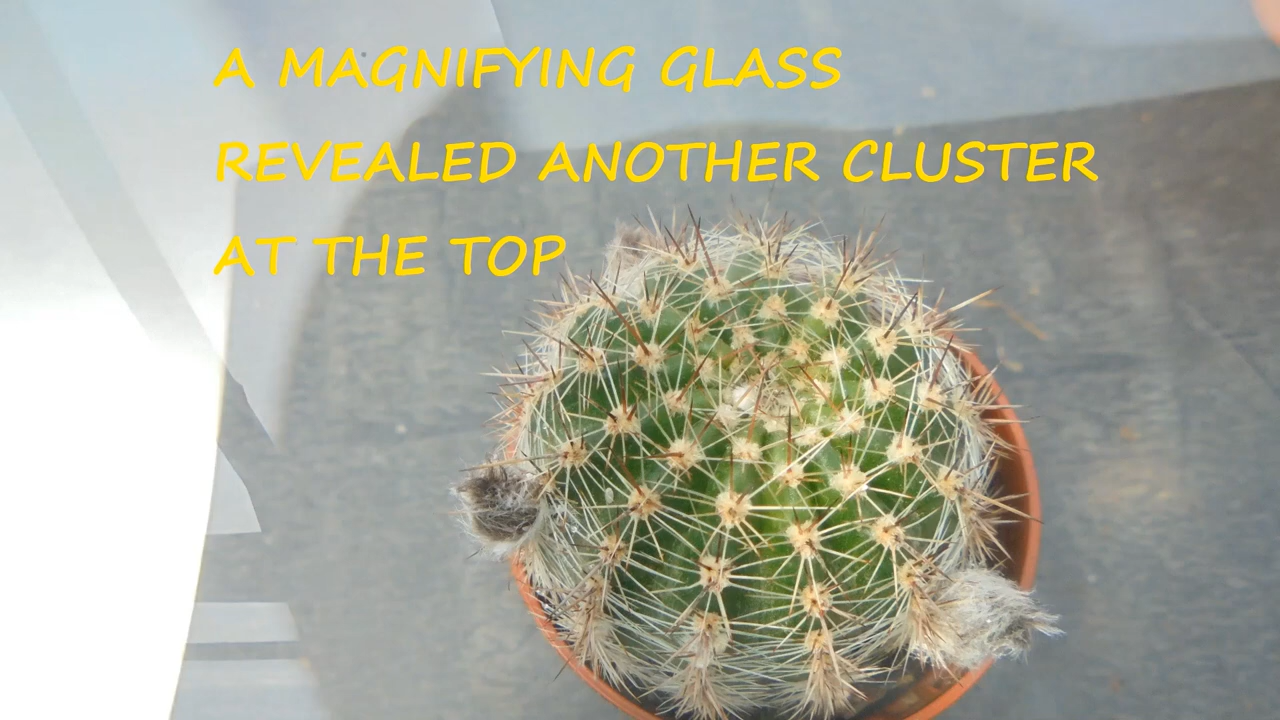 A MAGNIFYING GLASS
REVEALED ANOTHER CLUSTER
AT THE TOP